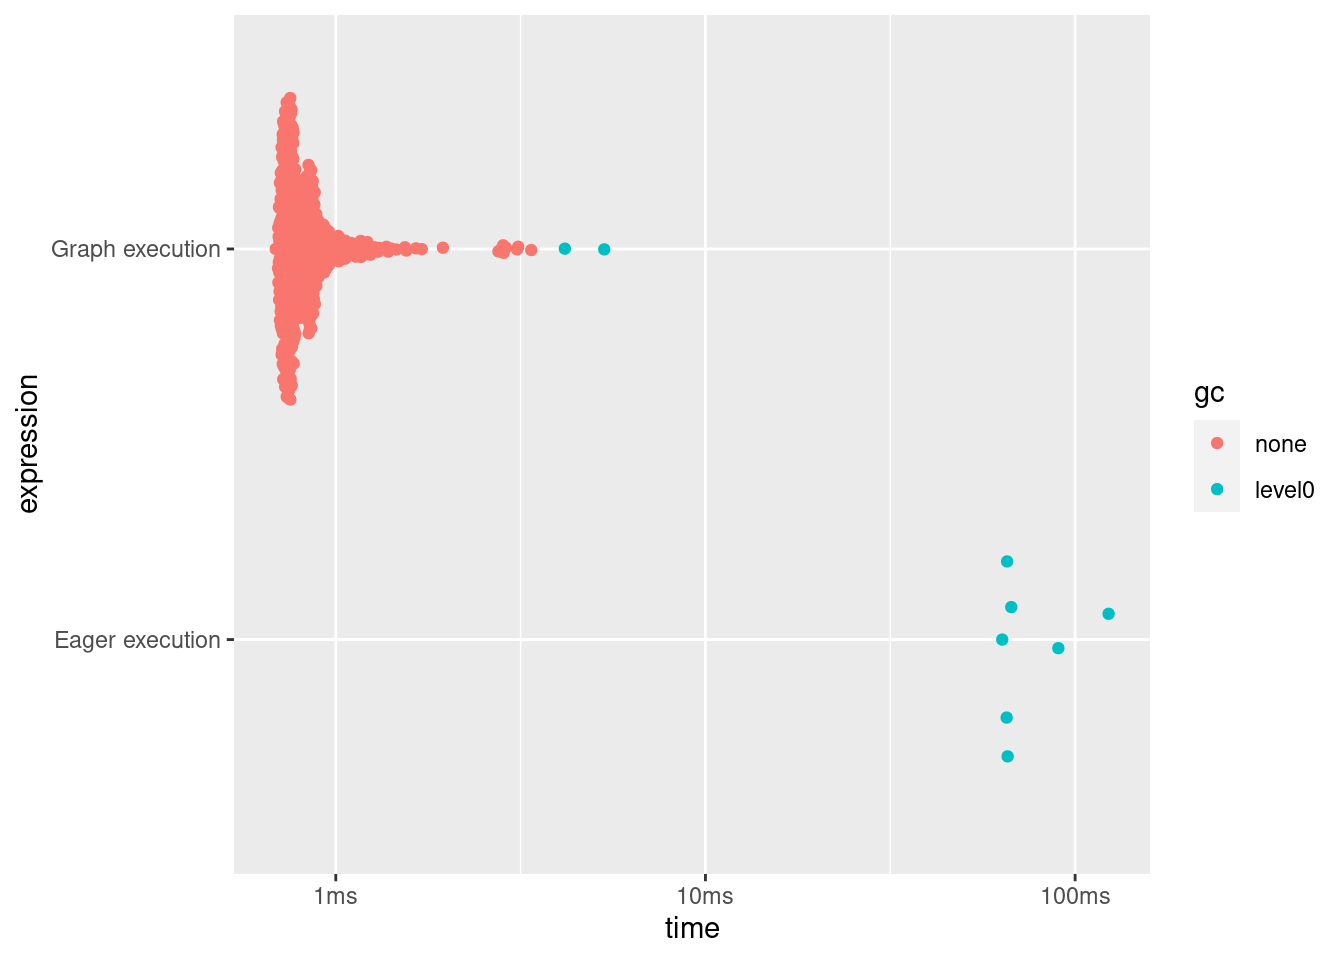 Graph execution
Eager execution
expression
1ms
10ms
100ms
time
gc
none
level0